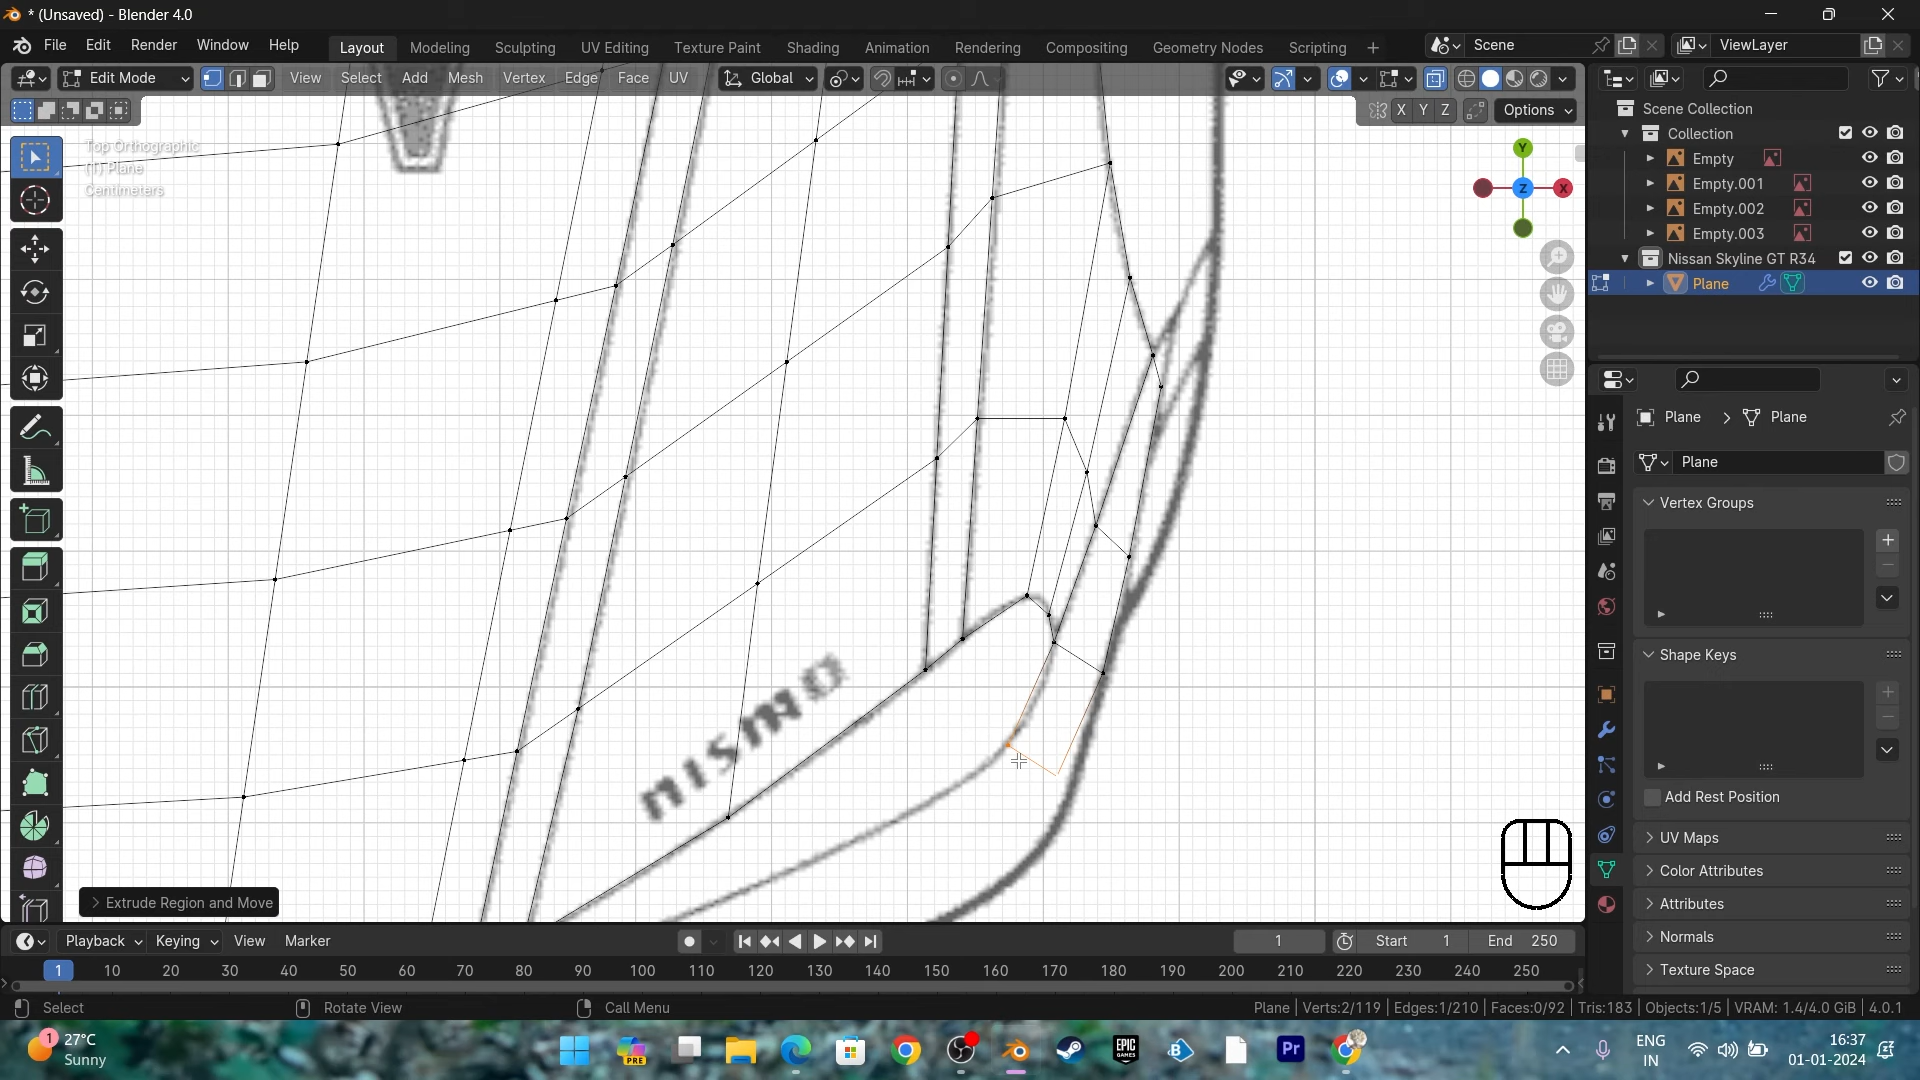 * (Unsaved) - Blender 4.0
File Edit Render Window Help
Layout Modeling Sculpting UV Editing Texture Paint Shading Animation Rendering Compositing Geometry Nodes Scripting +
Scene
ViewLayer
Edit Mode
View Select Add Mesh Vertex Edge Face UV
Global
X Y Z
Options
Top Orthographic
(1) Plane
Centimeters
Y
Z
X
nismo
Extrude Region and Move
Scene Collection
Collection
Empty
Empty.001
Empty.002
Empty.003
Nissan Skyline GT R34
Plane
Plane > Plane
Plane
Vertex Groups
Shape Keys
Add Rest Position
UV Maps
Color Attributes
Attributes
Normals
Texture Space
Playback Keying View Marker
1
Start 1
End 250
1 10 20 30 40 50 60 70 80 90 100 110 120 130 140 150 160 170 180 190 200 210 220 230 240 250
Select
Rotate View
Call Menu
Plane | Verts:2/119 | Edges:1/210 | Faces:0/92 | Tris:183 | Objects:1/5 | VRAM: 1.4/4.0 GiB | 4.0.1
1
27°C
Sunny
PRE
EPIC
GAMES
B
Pr
ENG
IN
16:37
01-01-2024